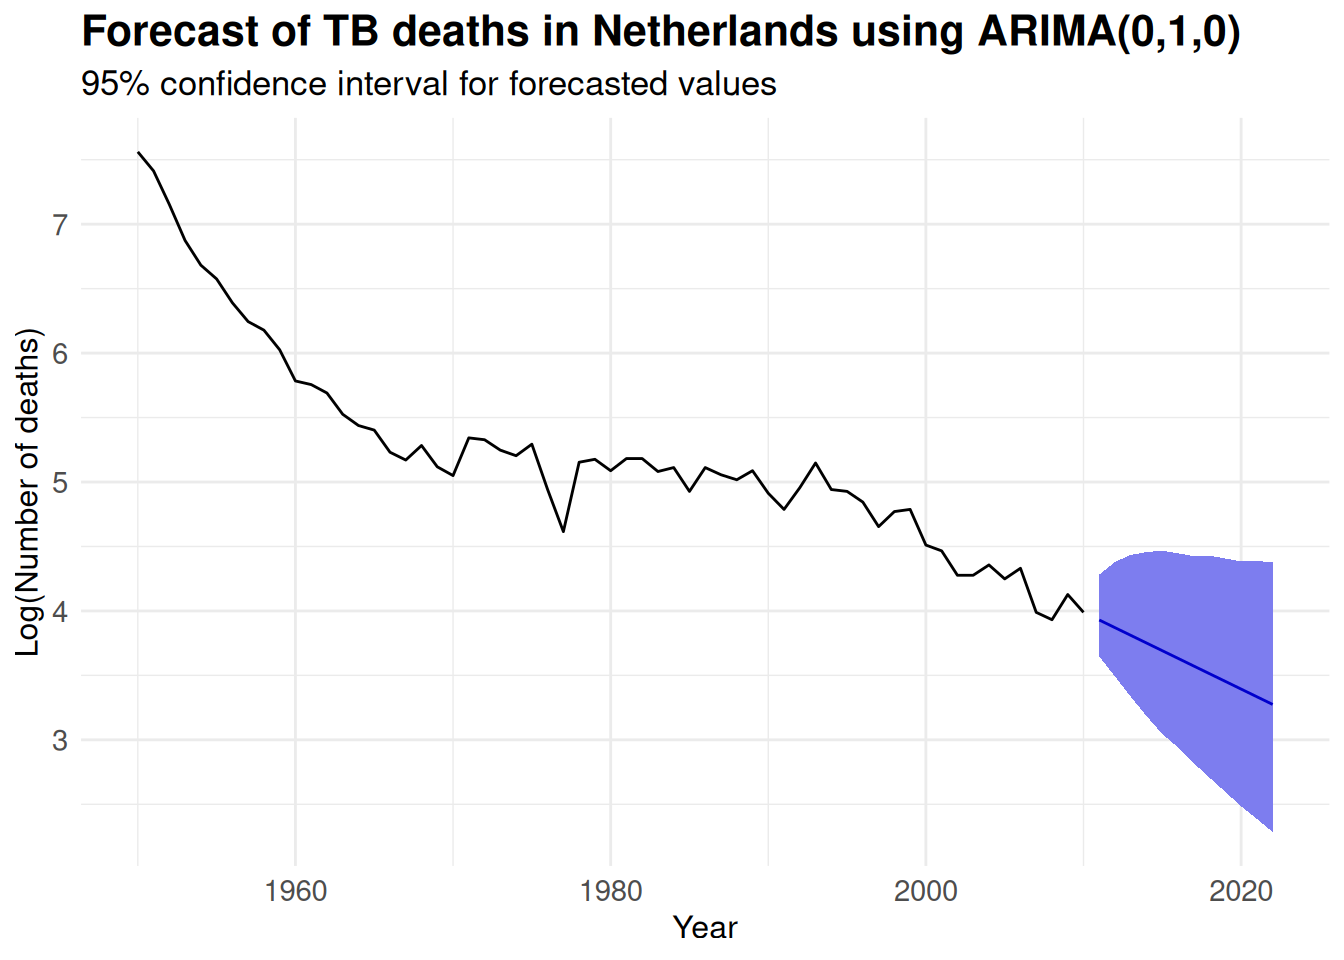 Forecast of TB deaths in Netherlands using ARIMA(0,1,0)
95% confidence interval for forecasted values
Log(Number of deaths)
7
6
5
4
3
1960
1980
2000
2020
Year